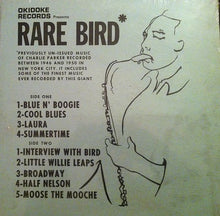 OKIDOKE
RECORDS Presents
RARE BIRD*
*PREVIOUSLY UN-ISSUED MUSIC
OF CHARLIE PARKER RECORDED
BETWEEN 1946 AND 1950 IN
NEW YORK CITY. IT INCLUDES
SOME OF THE FINEST MUSIC
EVER RECORDED BY THIS GIANT
SIDE ONE
1-BLUE N' BOOGIE
2-COOL BLUES
3-LAURA
4-SUMMERTIME
SIDE TWO
1-INTERVIEW WITH BIRD
2-LITTLE WILLIE LEAPS
3-BROADWAY
4-HALF NELSON
5-MOOSE THE MOOCHE